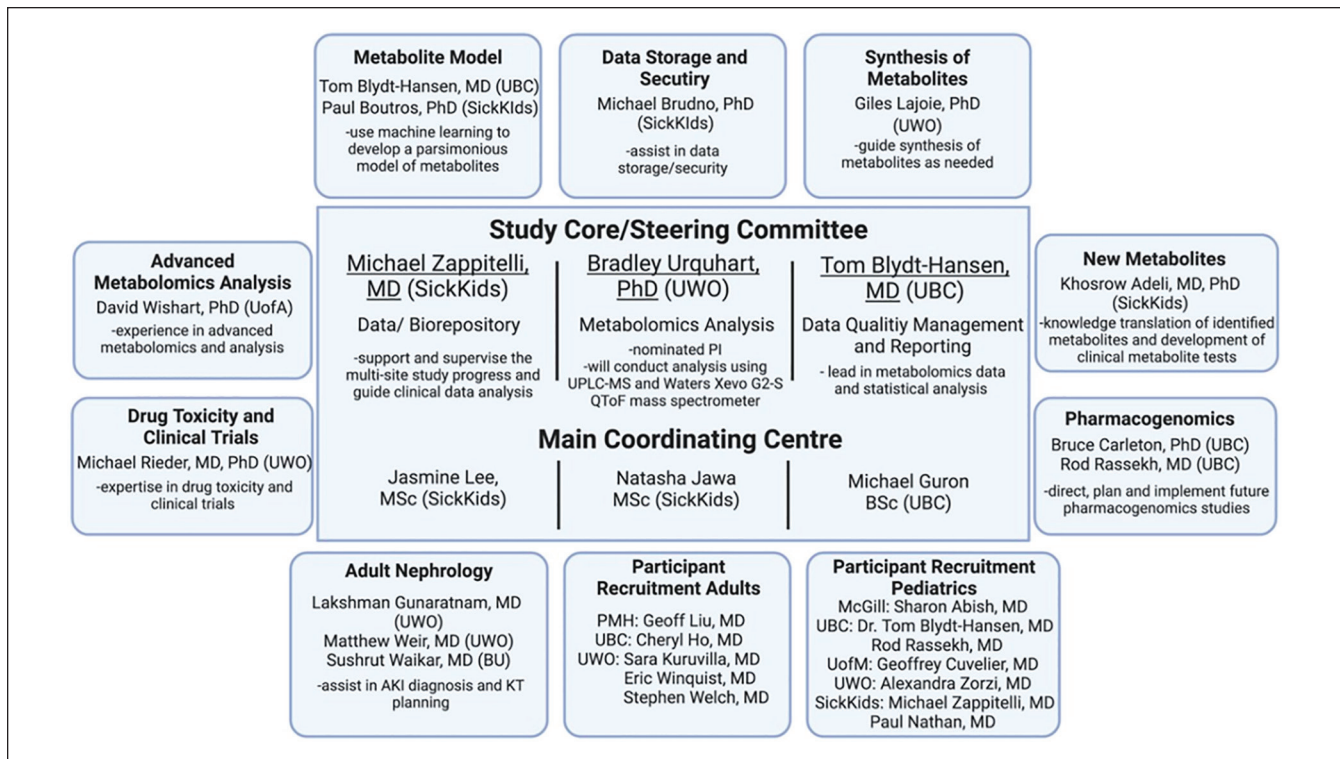 Metabolite Model
Tom Blydt-Hansen, MD (UBC)
Paul Boutros, PhD (SickKIds)
-use machine learning to
develop a parsimonious
model of metabolites
Data Storage and
Secutiry
Michael Brudno, PhD
(SickKIds)
-assist in data
storage/security
Synthesis of
Metabolites
Giles Lajoie, PhD
(UWO)
-guide synthesis of
metabolites as needed
Advanced
Metabolomics Analysis
David Wishart, PhD (UofA)
-experience in advanced
metabolomics and analysis
Drug Toxicity and
Clinical Trials
Michael Rieder, MD, PhD (UWO)
-expertise in drug toxicity and
clinical trials
Study Core/Steering Committee
Michael Zappitelli,
MD (SickKids)
Data/ Biorepository
-support and supervise the
multi-site study progress and
guide clinical data analysis
Bradley Urquhart,
PhD (UWO)
Metabolomics Analysis
-nominated PI
-will conduct analysis using
UPLC-MS and Waters Xevo G2-S
QToF mass spectrometer
Tom Blydt-Hansen,
MD (UBC)
Data Qualitiy Management
and Reporting
- lead in metabolomics data
and statistical analysis
Main Coordinating Centre
Jasmine Lee,
MSc (SickKids)
Natasha Jawa
MSc (SickKids)
Michael Guron
BSc (UBC)
New Metabolites
Khosrow Adeli, MD, PhD
(SickKids)
-knowledge translation of identified
metabolites and development of
clinical metabolite tests
Pharmacogenomics
Bruce Carleton, PhD (UBC)
Rod Rassekh, MD (UBC)
-direct, plan and implement future
pharmacogenomics studies
Adult Nephrology
Lakshman Gunaratnam, MD
(UWO)
Matthew Weir, MD (UWO)
Sushrut Waikar, MD (BU)
-assist in AKI diagnosis and KT
planning
Participant
Recruitment Adults
PMH: Geoff Liu, MD
UBC: Cheryl Ho, MD
UWO: Sara Kuruvilla, MD
Eric Winquist, MD
Stephen Welch, MD
Participant Recruitment
Pediatrics
McGill: Sharon Abish, MD
UBC: Dr. Tom Blydt-Hansen, MD
Rod Rassekh, MD
UofM: Geoffrey Cuvelier, MD
UWO: Alexandra Zorzi, MD
SickKids: Michael Zappitelli, MD
Paul Nathan, MD